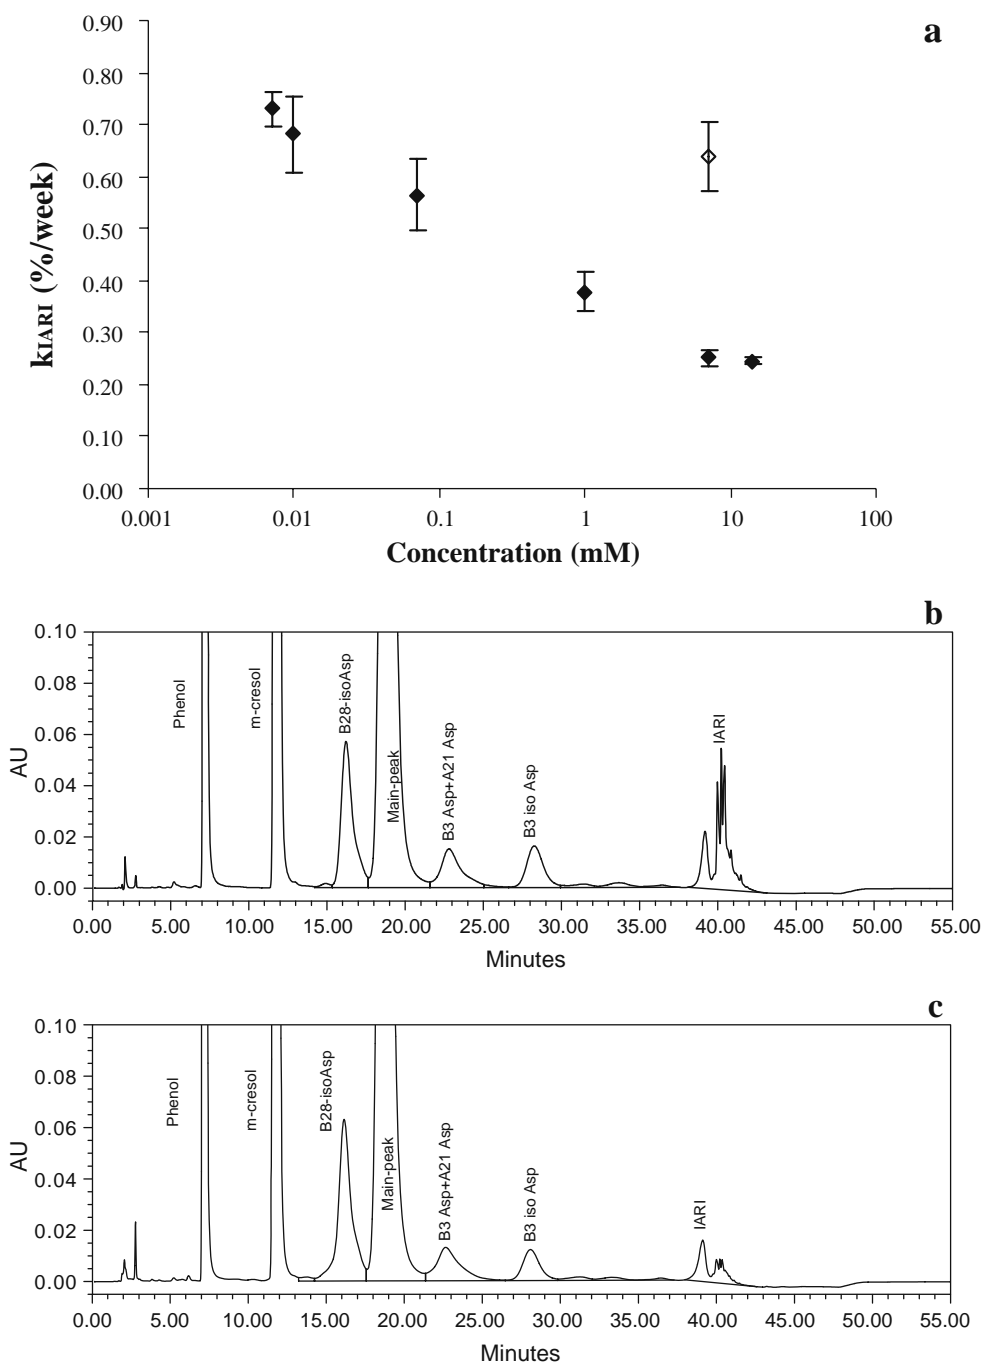 a
0.90
0.80
0.70
0.60
0.50
0.40
0.30
0.20
0.10
0.00
kIARI (%/week)
0.001 0.01 0.1 1 10 100
Concentration (mM)
b
0.10
0.08
0.06
0.04
0.02
0.00
AU
Phenol
m-cresol
B28-isoAsp
Main-peak
B3 Asp+A21 Asp
B3 iso Asp
IARI
0.00 5.00 10.00 15.00 20.00 25.00 30.00 35.00 40.00 45.00 50.00 55.00
Minutes
c
0.10
0.08
0.06
0.04
0.02
0.00
AU
Phenol
m-cresol
B28-isoAsp
Main-peak
B3 Asp+A21 Asp
B3 iso Asp
IARI
0.00 5.00 10.00 15.00 20.00 25.00 30.00 35.00 40.00 45.00 50.00 55.00
Minutes